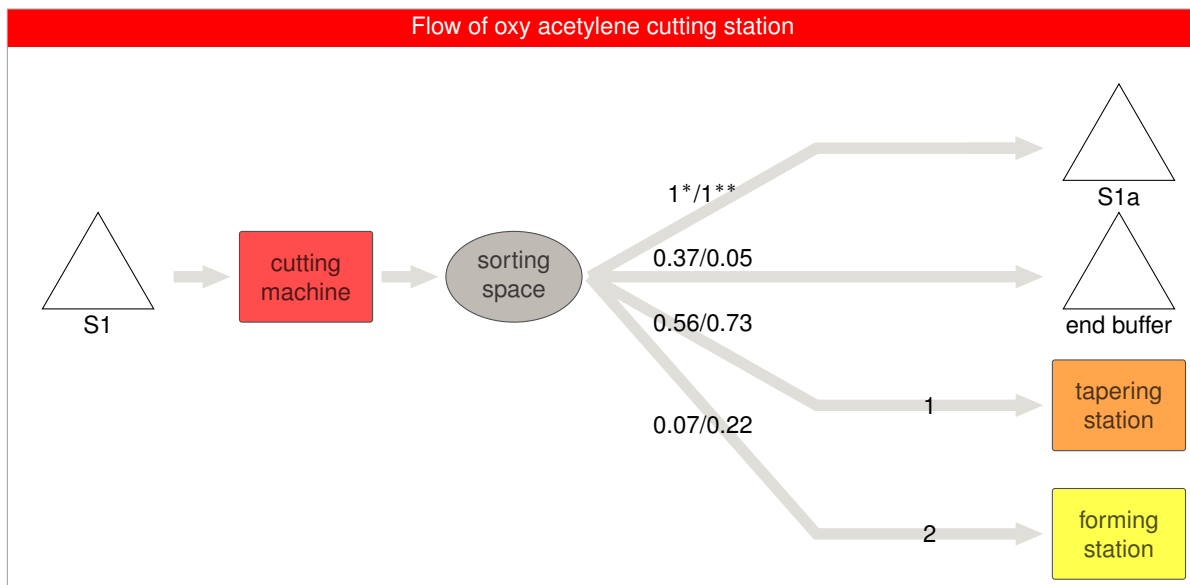 Flow of oxy acetylene cutting station
1*/1**
S1a
0.37/0.05
cutting
machine
sorting
space
S1
end buffer
0.56/0.73
1
tapering
station
0.07/0.22
2
forming
station